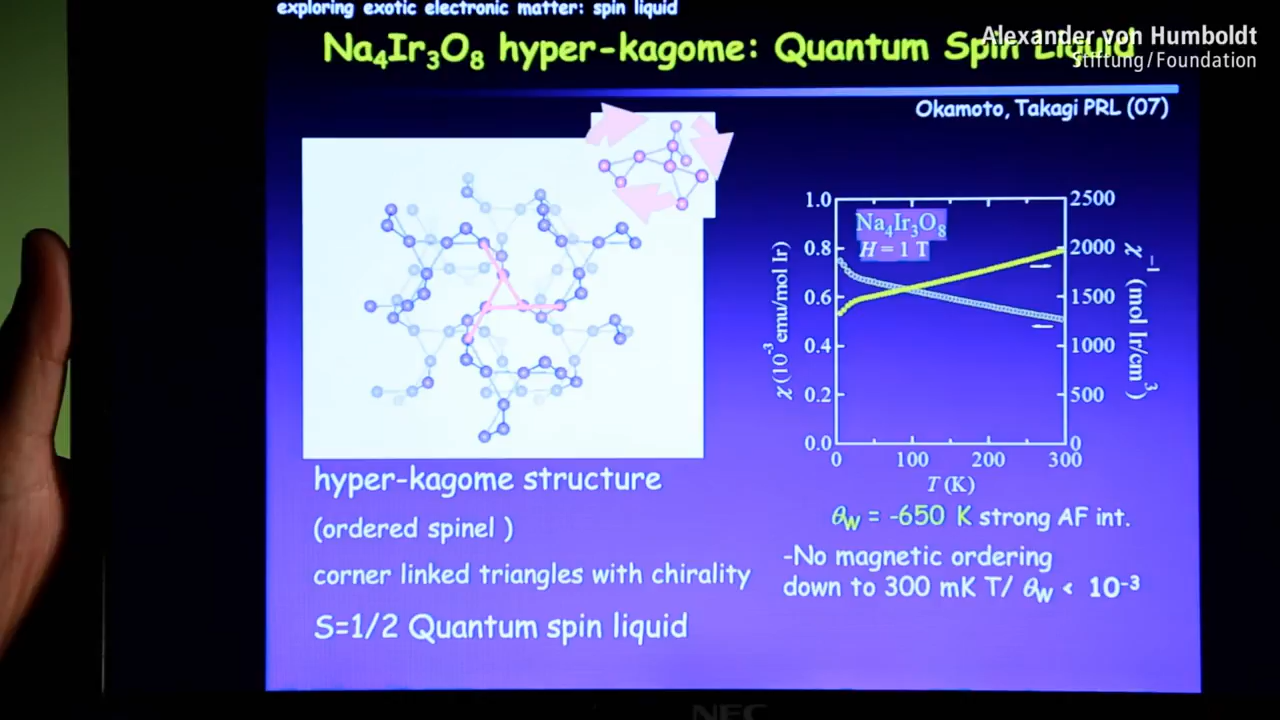 exploring exotic electronic matter: spin liquid
Na₄Ir₃O₈ hyper-kagome: Quantum Spin Liquid
Alexander von Humboldt
Stiftung/Foundation
Okamoto, Takagi PRL (07)
1.0
0.8
0.6
0.4
0.2
0.0
χ (10⁻³ emu/mol Ir)
Na₄Ir₃O₈
H = 1 T
2500
2000
1500
1000
500
0
χ⁻¹ (mol Ir/cm³)
0 100 200 300
T (K)
hyper-kagome structure
(ordered spinel )
corner linked triangles with chirality
S=1/2 Quantum spin liquid
θw = -650 K strong AF int.
-No magnetic ordering
down to 300 mK T/ θw < 10⁻³
NEC